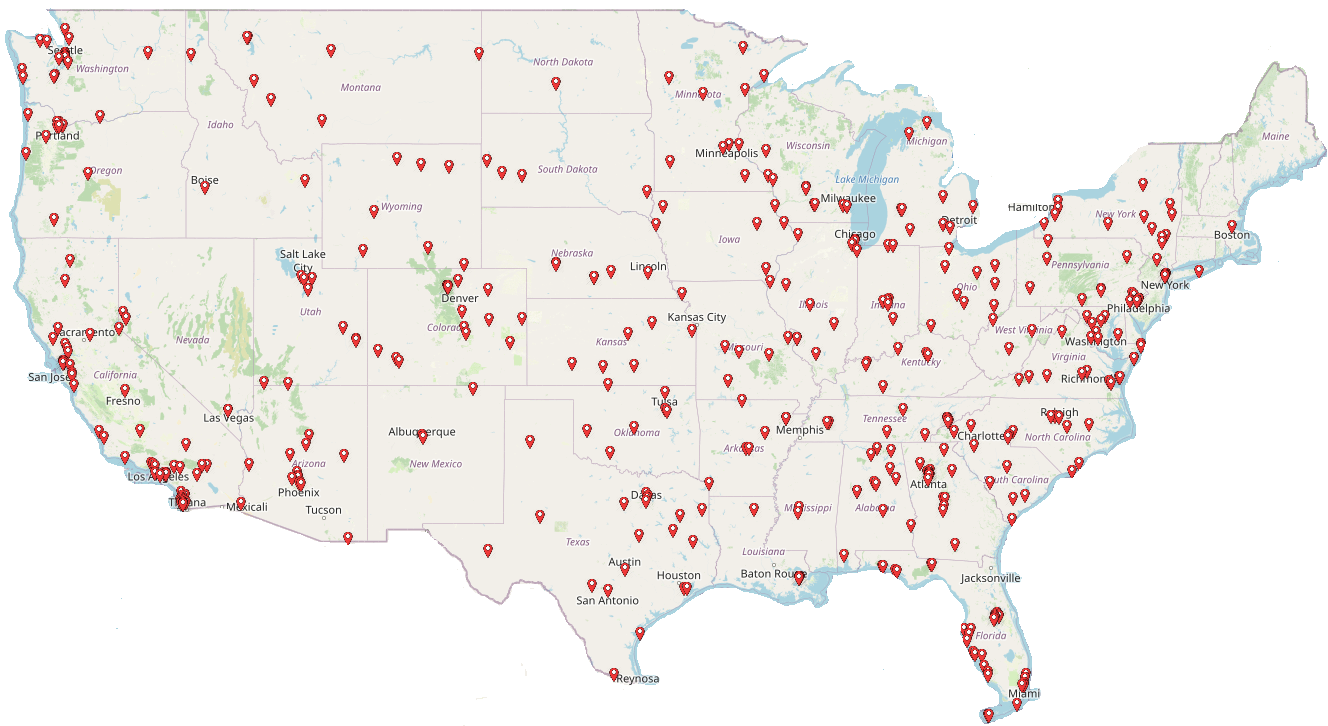 Seattle
Washington
Montana
North Dakota
Minnesota
Maine
Portland
Idaho
Minneapolis
Wisconsin
Michigan
Oregon
Boise
South Dakota
Lake Michigan
Wyoming
Milwaukee
Hamilton
New York
Detroit
Boston
Chicago
Iowa
Salt Lake
City
Nebraska
Lincoln
Pennsylvania
New York
Denver
Utah
Ohio
Illinois
Indiana
Philadelphia
Kansas City
Sacramento
Nevada
Colorado
Kansas
Missouri
West Virginia
Washington
Virginia
Kentucky
San Jose
California
Richmond
Fresno
Tulsa
Las Vegas
Raleigh
Tennessee
Albuquerque
Oklahoma
Memphis
Charlotte
North Carolina
Arkansas
Arizona
New Mexico
Los Angeles
Atlanta
South Carolina
Phoenix
Dallas
Tijuana
Mexicali
Tucson
Mississippi
Alabama
Texas
Louisiana
Austin
Houston
Baton Rouge
Jacksonville
San Antonio
Florida
Reynosa
Miami